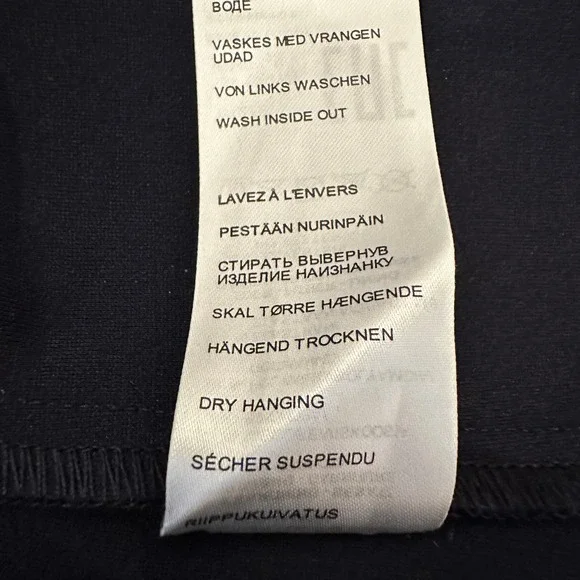 ВОДЕ
VASKES MED VRANGEN
UDAD
VON LINKS WASCHEN
WASH INSIDE OUT
LAVEZ À L'ENVERS
PESTÄÄN NURINPÄIN
СТИРАТЬ ВЫВЕРНУВ
ИЗДЕЛИЕ НАИЗНАНКУ
SKAL TØRRE HÆNGENDE
HÄNGEND TROCKNEN
DRY HANGING
SÉCHER SUSPENDU
RIIPPUKUIVATUS